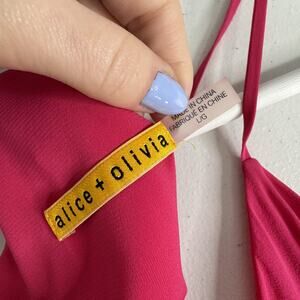 alice + olivia
MADE IN CHINA
FABRIQUÉ EN CHINE
L/G